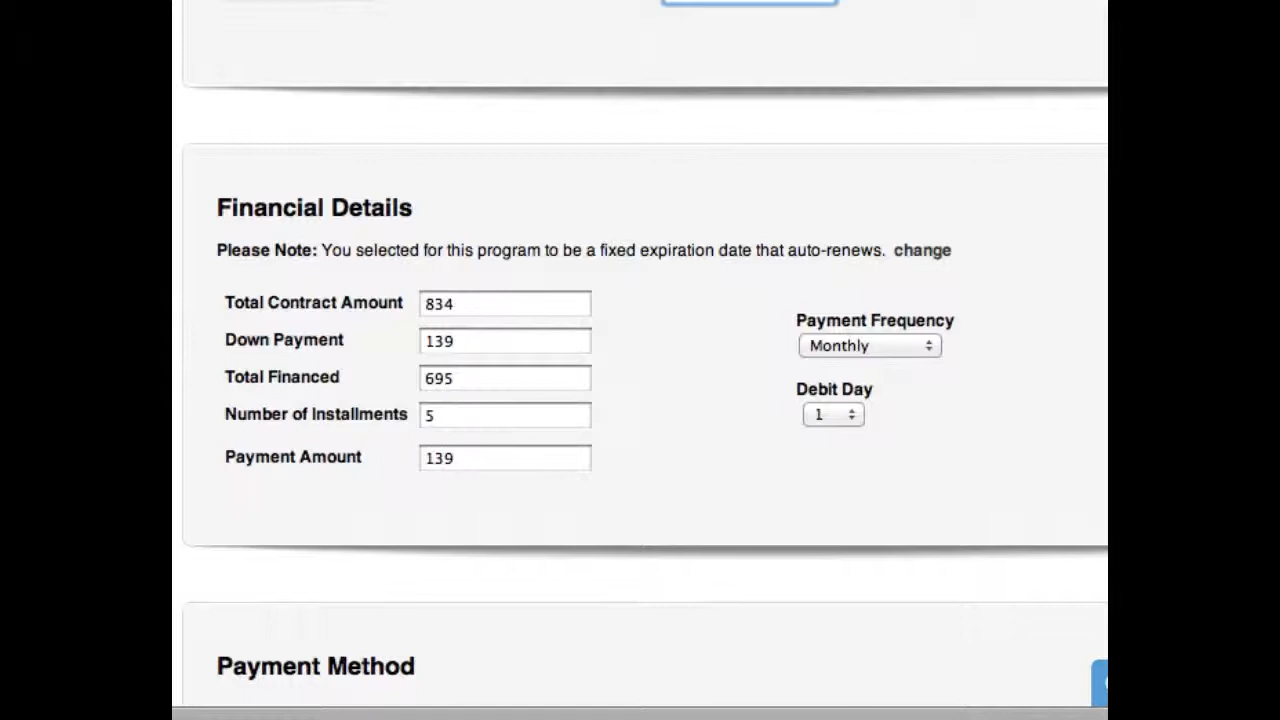 Financial Details
Please Note: You selected for this program to be a fixed expiration date that auto-renews. change
Total Contract Amount 834
Down Payment 139
Total Financed 695
Number of Installments 5
Payment Amount 139
Payment Frequency
Monthly
Debit Day
1
Payment Method